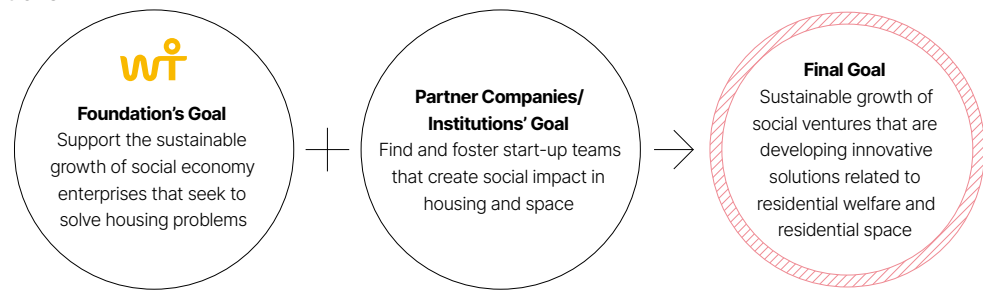 Foundation's Goal
Support the sustainable
growth of social economy
enterprises that seek to
solve housing problems
Partner Companies/
Institutions' Goal
Find and foster start-up teams
that create social impact in
housing and space
Final Goal
Sustainable growth of
social ventures that are
developing innovative
solutions related to
residential welfare and
residential space